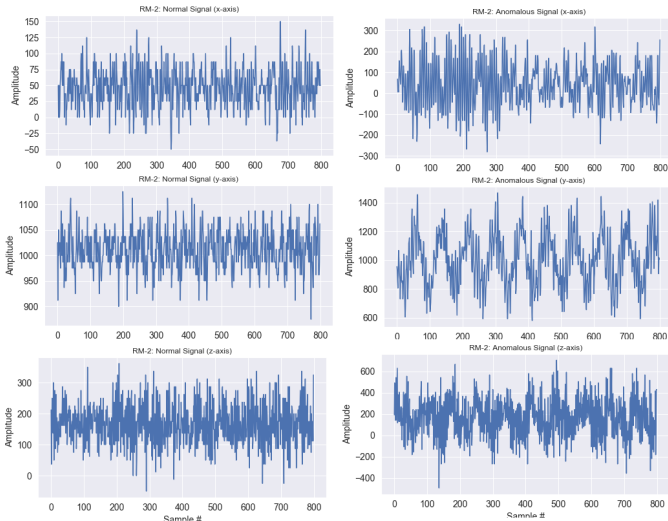 RM-2: Normal Signal (x-axis)
Amplitude
150
125
100
75
50
25
0
−25
−50
0 100 200 300 400 500 600 700 800
RM-2: Anomalous Signal (x-axis)
Amplitude
300
200
100
0
−100
−200
−300
0 100 200 300 400 500 600 700 800
RM-2: Normal Signal (y-axis)
Amplitude
1100
1050
1000
950
900
0 100 200 300 400 500 600 700 800
RM-2: Anomalous Signal (y-axis)
Amplitude
1400
1200
1000
800
600
0 100 200 300 400 500 600 700 800
RM-2: Normal Signal (z-axis)
Amplitude
300
200
100
0
0 100 200 300 400 500 600 700 800
Sample #
RM-2: Anomalous Signal (z-axis)
Amplitude
600
400
200
0
−200
−400
0 100 200 300 400 500 600 700 800
Sample #